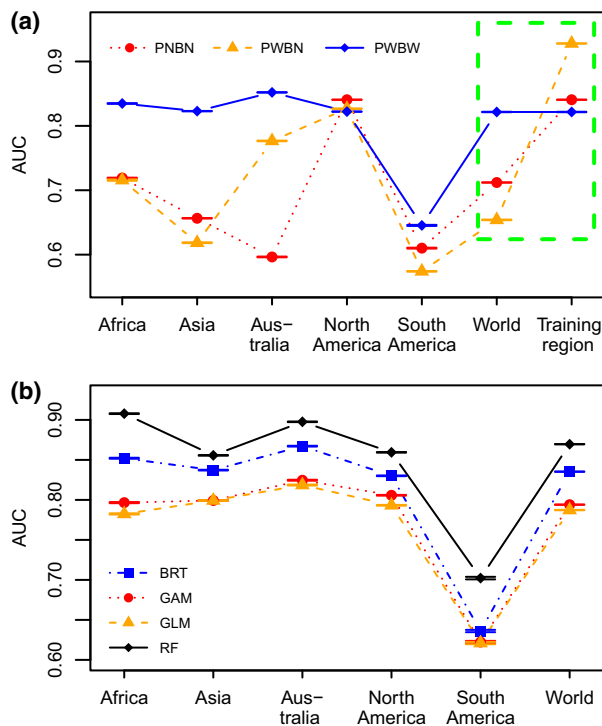 (a)
PNBN PWBN PWBW
AUC
0.9
0.8
0.7
0.6
Africa Asia Aus- North South World Training
tralia America America region
(b)
AUC
0.90
0.80
0.70
0.60
BRT
GAM
GLM
RF
Africa Asia Aus- North South World
tralia America America